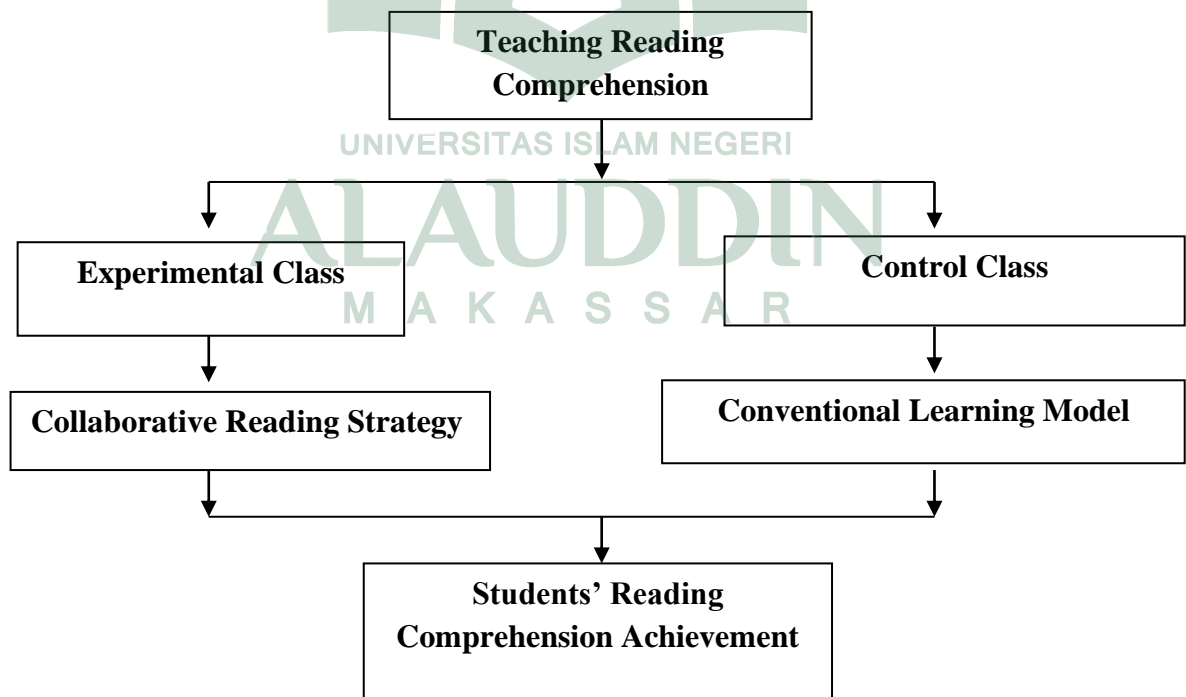 Teaching Reading
Comprehension
UNIVERSITAS ISLAM NEGERI
ALAUDDIN
MAKASSAR
Experimental Class
Control Class
Collaborative Reading Strategy
Conventional Learning Model
Students’ Reading
Comprehension Achievement